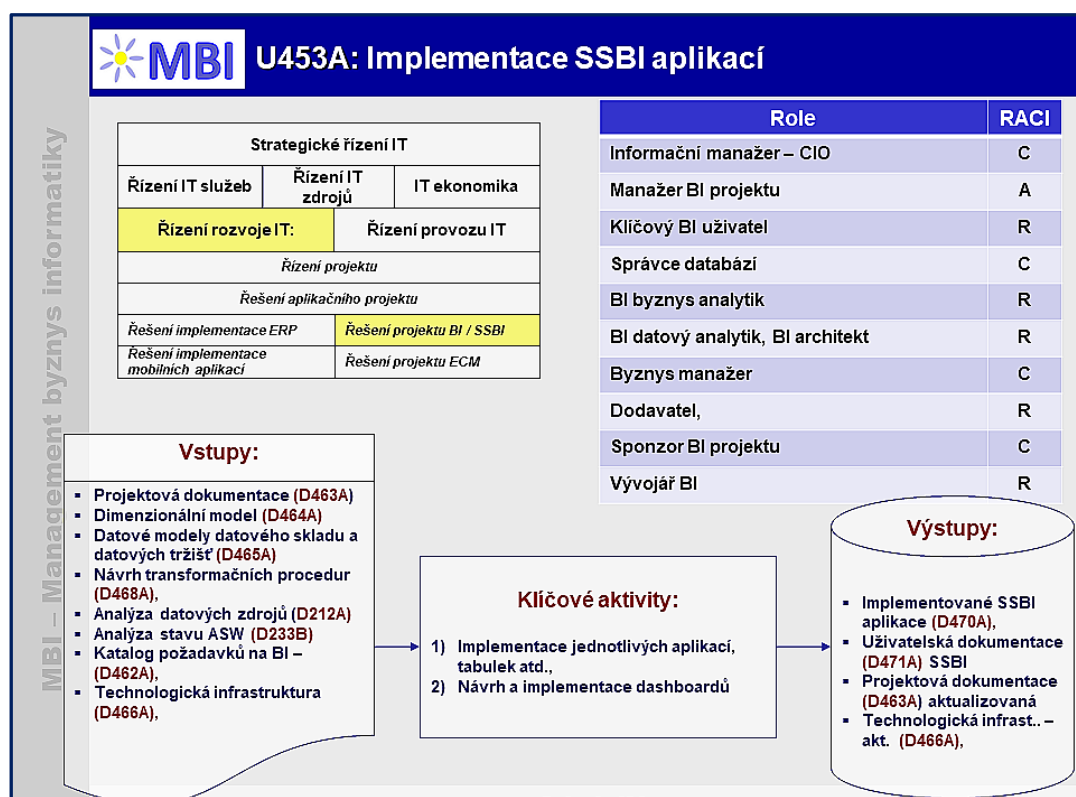 MBI
U453A: Implementace SSBI aplikací
MBI – Management byznys informatiky
Strategické řízení IT
Řízení IT služeb
Řízení IT
zdrojů
IT ekonomika
Řízení rozvoje IT:
Řízení provozu IT
Řízení projektu
Řešení aplikačního projektu
Řešení implementace ERP
Řešení projektu BI / SSBI
Řešení implementace
mobilních aplikací
Řešení projektu ECM
Role RACI
Informační manažer – CIO C
Manažer BI projektu A
Klíčový BI uživatel R
Správce databází C
BI byznys analytik R
BI datový analytik, BI architekt R
Byznys manažer C
Dodavatel, R
Sponzor BI projektu C
Vývojář BI R
Vstupy:
▪ Projektová dokumentace (D463A)
▪ Dimenzionální model (D464A)
▪ Datové modely datového skladu a
datových tržišť (D465A)
▪ Návrh transformačních procedur
(D468A),
▪ Analýza datových zdrojů (D212A)
▪ Analýza stavu ASW (D233B)
▪ Katalog požadavků na BI –
(D462A),
▪ Technologická infrastruktura
(D466A),
Klíčové aktivity:
1) Implementace jednotlivých aplikací,
tabulek atd.,
2) Návrh a implementace dashboardů
Výstupy:
▪ Implementované SSBI
aplikace (D470A),
▪ Uživatelská dokumentace
(D471A) SSBI
▪ Projektová dokumentace
(D463A) aktualizovaná
▪ Technologická infrast.. –
akt. (D466A),